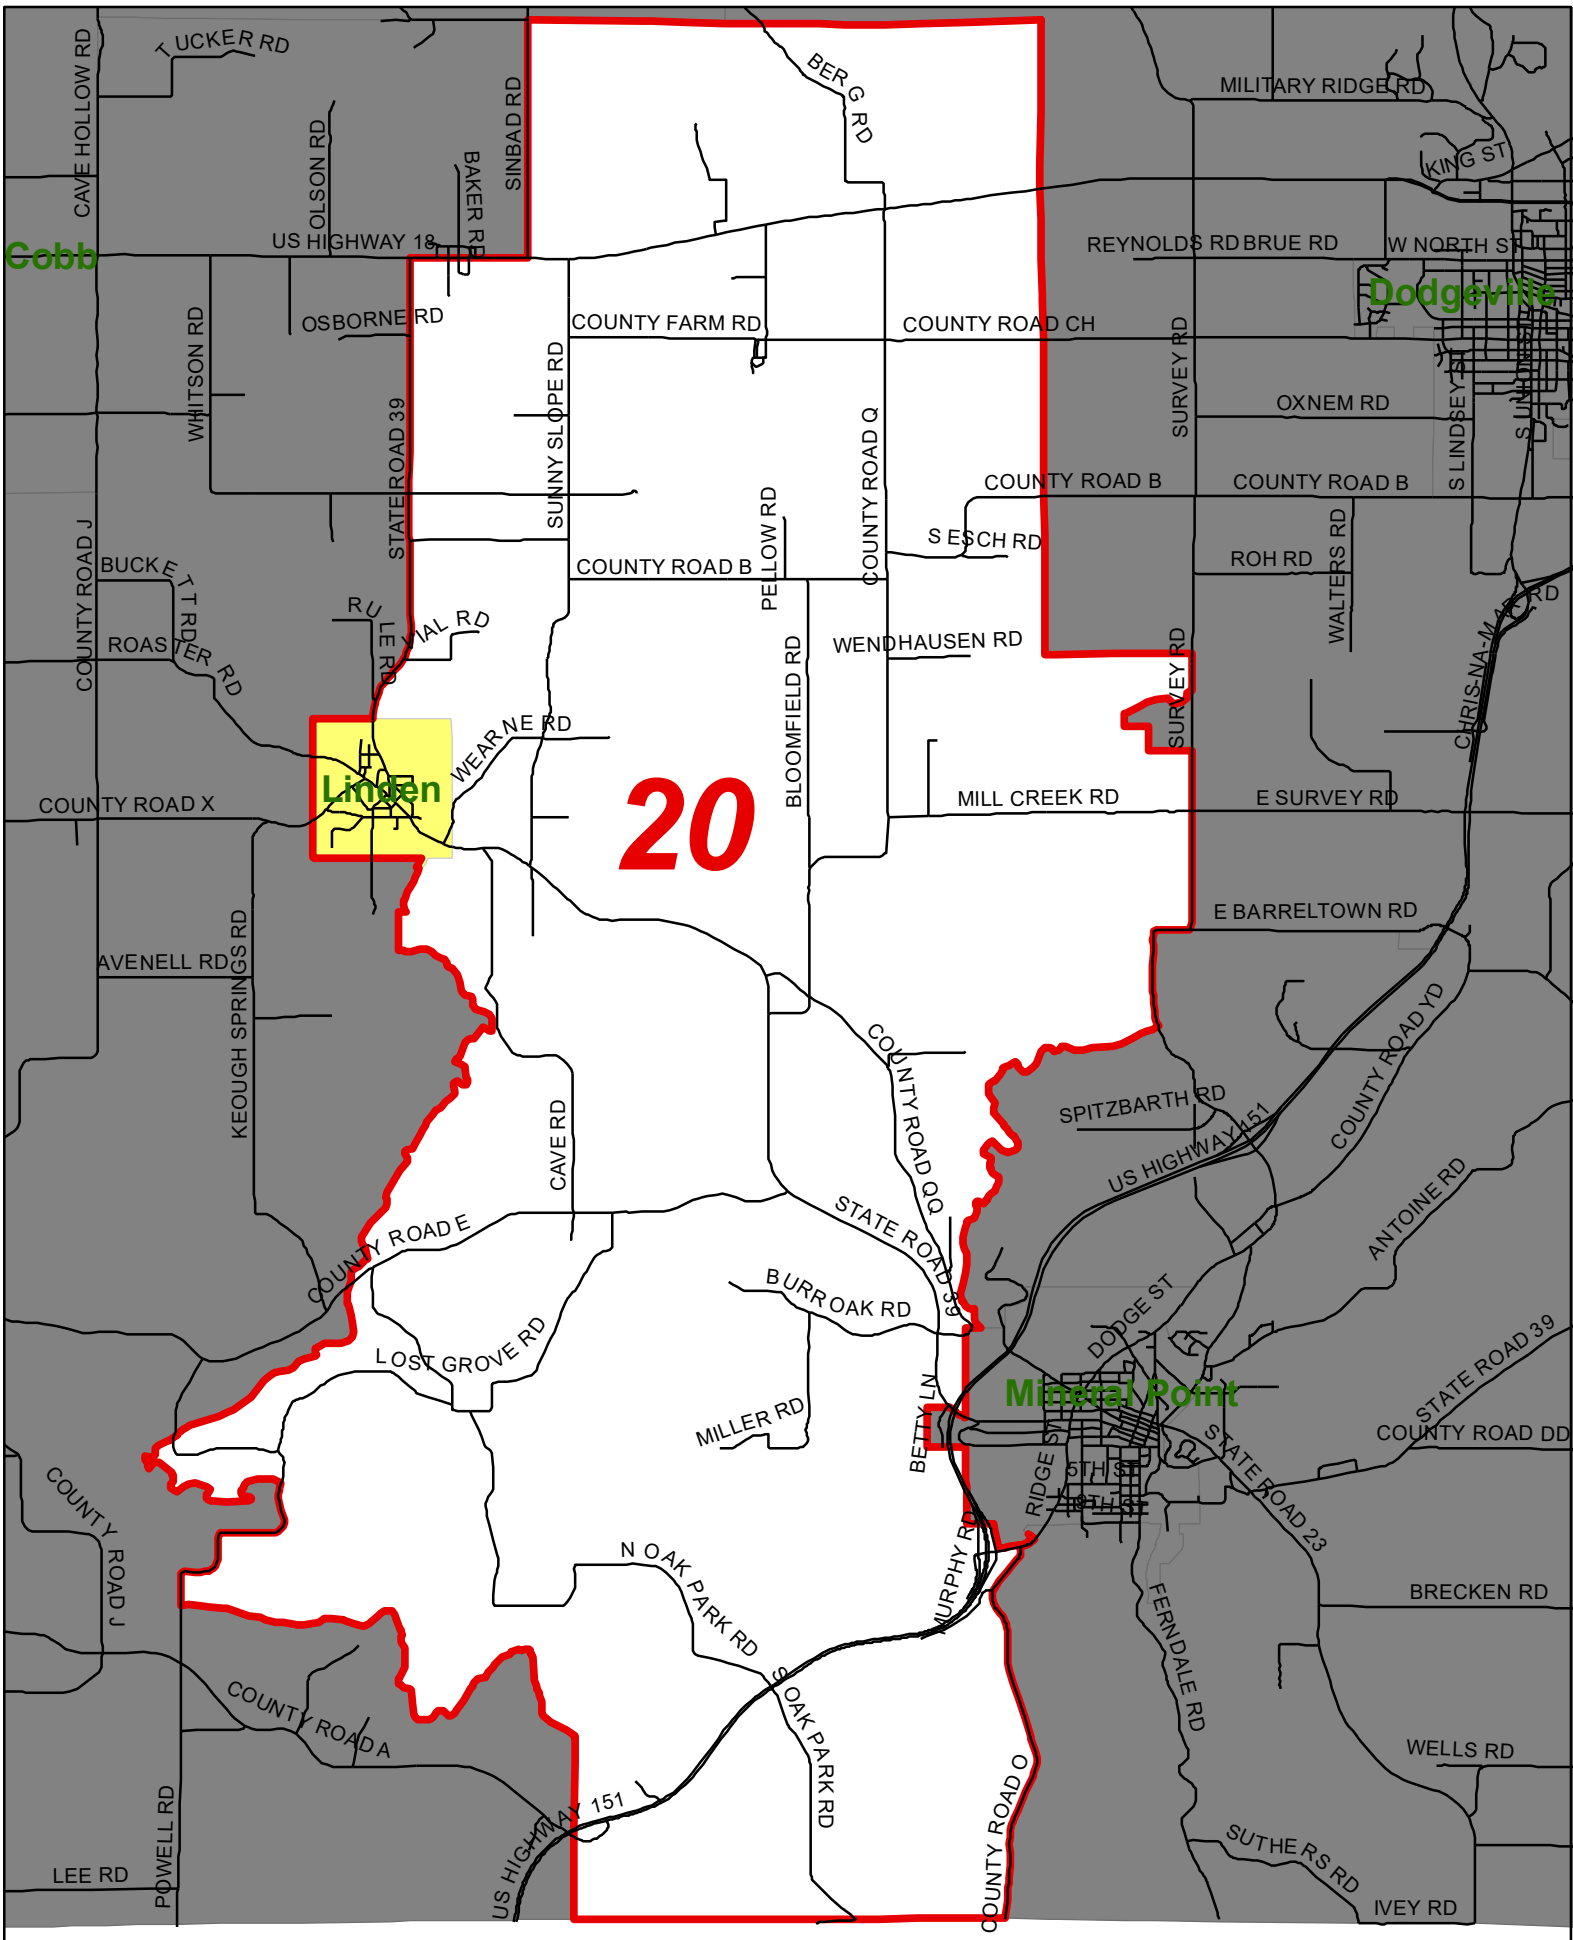 TUCKER RD
CAVE HOLLOW RD
OLSON RD
BAKER RD
SINBAD RD
BERG RD
MILITARY RIDGE RD
KING ST
US HIGHWAY 18
Cobb
REYNOLDS RD
BRUE RD
W NORTH ST
Dodgeville
OSBORNE RD
COUNTY FARM RD
COUNTY ROAD CH
WHITSON RD
STATE ROAD 39
SUNNY SLOPE RD
COUNTY ROAD Q
SURVEY RD
OXNEM RD
S LINDSEY ST
S UNION ST
COUNTY ROAD B
COUNTY ROAD B
PELLOW RD
S ESCH RD
COUNTY ROAD J
BUCKETT RD
COUNTY ROAD B
ROH RD
WALTERS RD
CHRIS-NA-MAR RD
RULE RD
VIAL RD
ROASTER RD
WENDHAUSEN RD
BLOOMFIELD RD
SURVEY RD
WEARNE RD
Linden
20
COUNTY ROAD X
MILL CREEK RD
E SURVEY RD
E BARRELTOWN RD
AVENELL RD
KEOUGH SPRINGS RD
COUNTY ROAD YD
COUNTY ROAD QQ
CAVE RD
SPITZBARTH RD
US HIGHWAY 151
ANTOINE RD
COUNTY ROAD E
STATE ROAD 39
BURR OAK RD
DODGE ST
LOST GROVE RD
STATE ROAD 39
Mineral Point
BETTY LN
MILLER RD
COUNTY ROAD DD
RIDGE ST
5TH ST
9TH ST
STATE ROAD 23
COUNTY ROAD J
N OAK PARK RD
MURPHY RD
FERNDALE RD
BRECKEN RD
COUNTY ROAD A
S OAK PARK RD
WELLS RD
POWELL RD
US HIGHWAY 151
COUNTY ROAD O
SUTHERS RD
LEE RD
IVEY RD